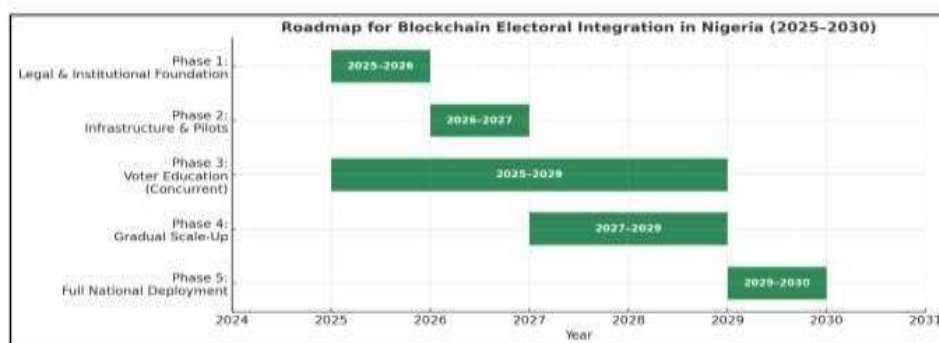 Roadmap for Blockchain Electoral Integration in Nigeria (2025–2030)
Phase 1:
Legal & Institutional Foundation
2025–2026
Phase 2:
Infrastructure & Pilots
2026–2027
Phase 3:
Voter Education
(Concurrent)
2025–2029
Phase 4:
Gradual Scale-Up
2027–2029
Phase 5:
Full National Deployment
2029–2030
2024 2025 2026 2027 2028 2029 2030 2031
Year